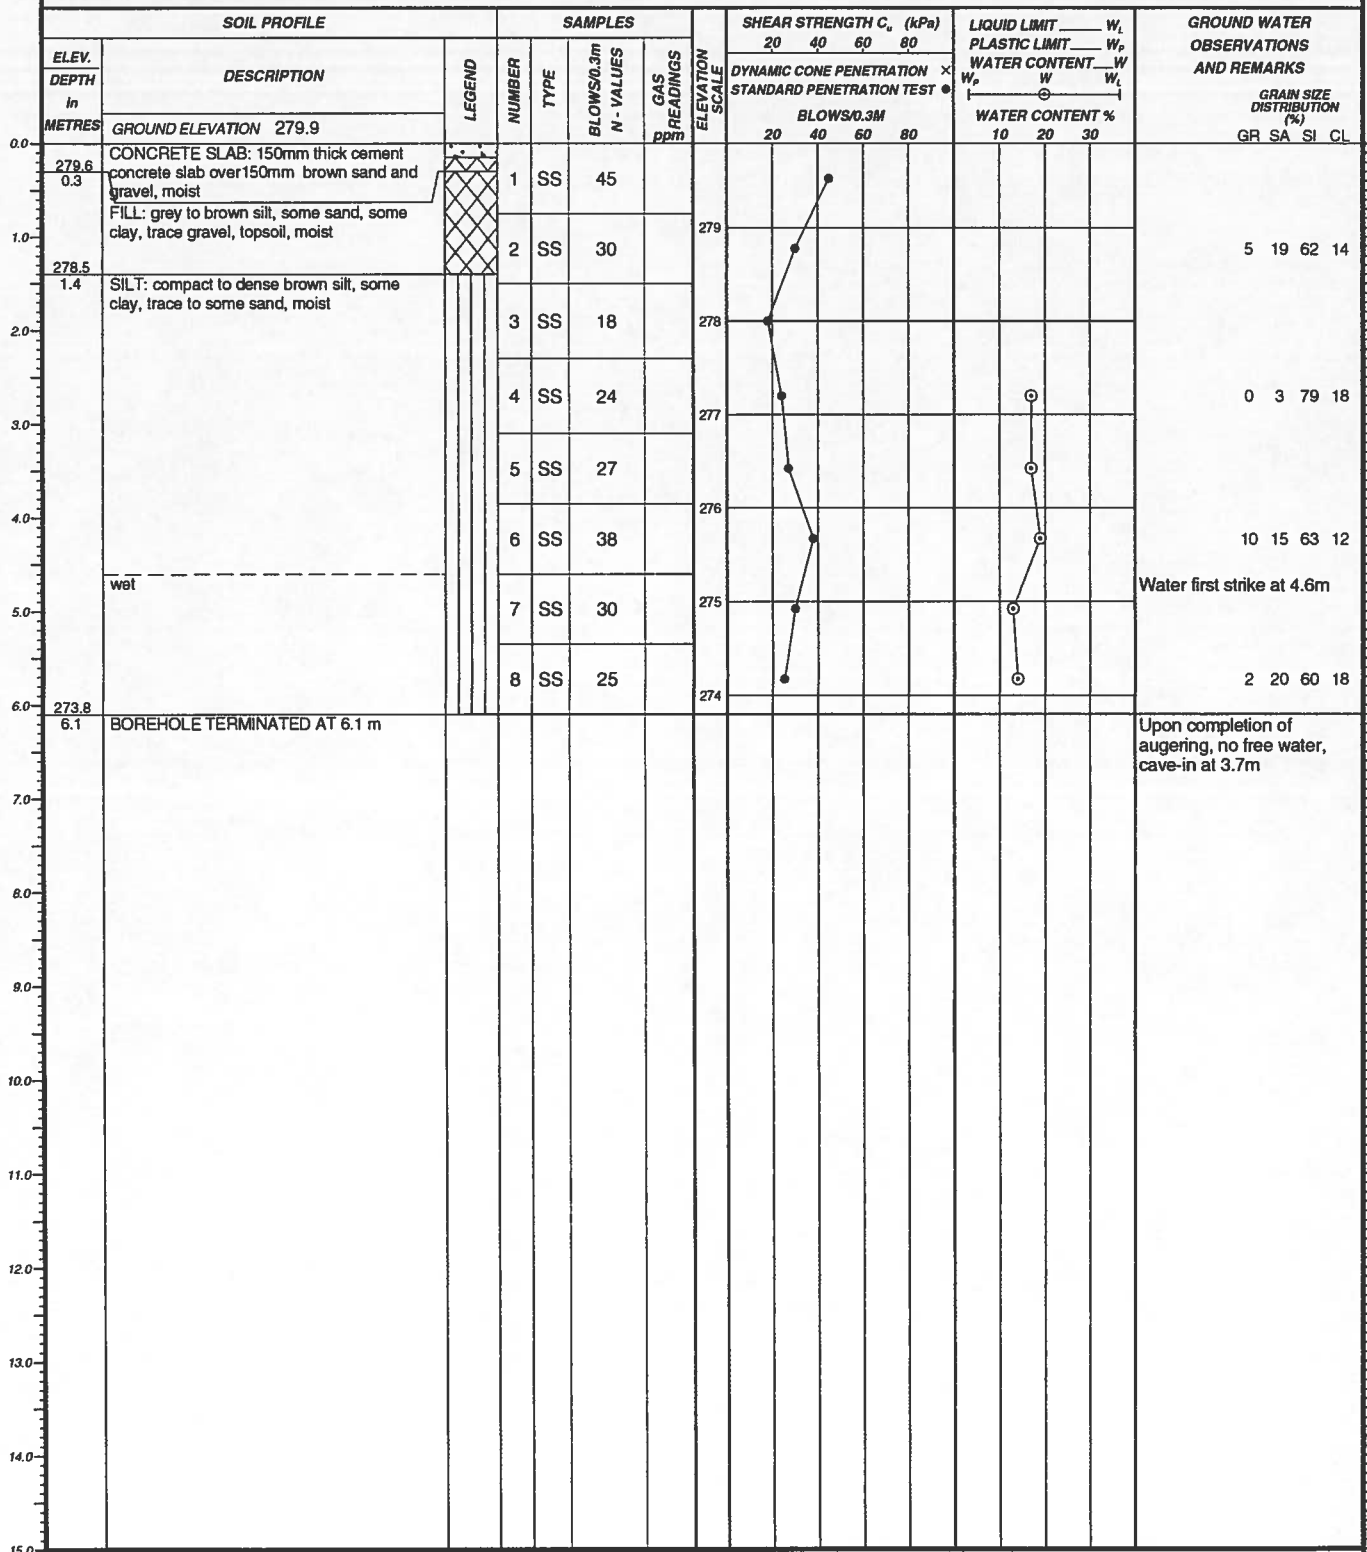 SOIL PROFILE
SAMPLES
SHEAR STRENGTH Cu (kPa)
20 40 60 80
DYNAMIC CONE PENETRATION ×
STANDARD PENETRATION TEST ●
BLOWS/0.3M
20 40 60 80
LIQUID LIMIT ____ WL
PLASTIC LIMIT ____ WP
WATER CONTENT __ W
WP W WL
WATER CONTENT %
10 20 30
GROUND WATER
OBSERVATIONS
AND REMARKS
GRAIN SIZE
DISTRIBUTION
(%)
GR SA SI CL
ELEV.
DEPTH
in
METRES
DESCRIPTION
GROUND ELEVATION 279.9
LEGEND
NUMBER
TYPE
BLOWS/0.3m
N - VALUES
GAS
READINGS
ppm
ELEVATION
SCALE
0.0
279.6
0.3
CONCRETE SLAB: 150mm thick cement
concrete slab over150mm brown sand and
gravel, moist
1 SS 45
FILL: grey to brown silt, some sand, some
clay, trace gravel, topsoil, moist
279
1.0
2 SS 30
5 19 62 14
278.5
1.4
SILT: compact to dense brown silt, some
clay, trace to some sand, moist
2.0
3 SS 18
278
4 SS 24
0 3 79 18
277
3.0
5 SS 27
276
4.0
6 SS 38
10 15 63 12
wet
Water first strike at 4.6m
275
5.0
7 SS 30
8 SS 25
2 20 60 18
274
6.0
273.8
6.1
BOREHOLE TERMINATED AT 6.1 m
Upon completion of
augering, no free water,
cave-in at 3.7m
7.0
8.0
9.0
10.0
11.0
12.0
13.0
14.0
15.0